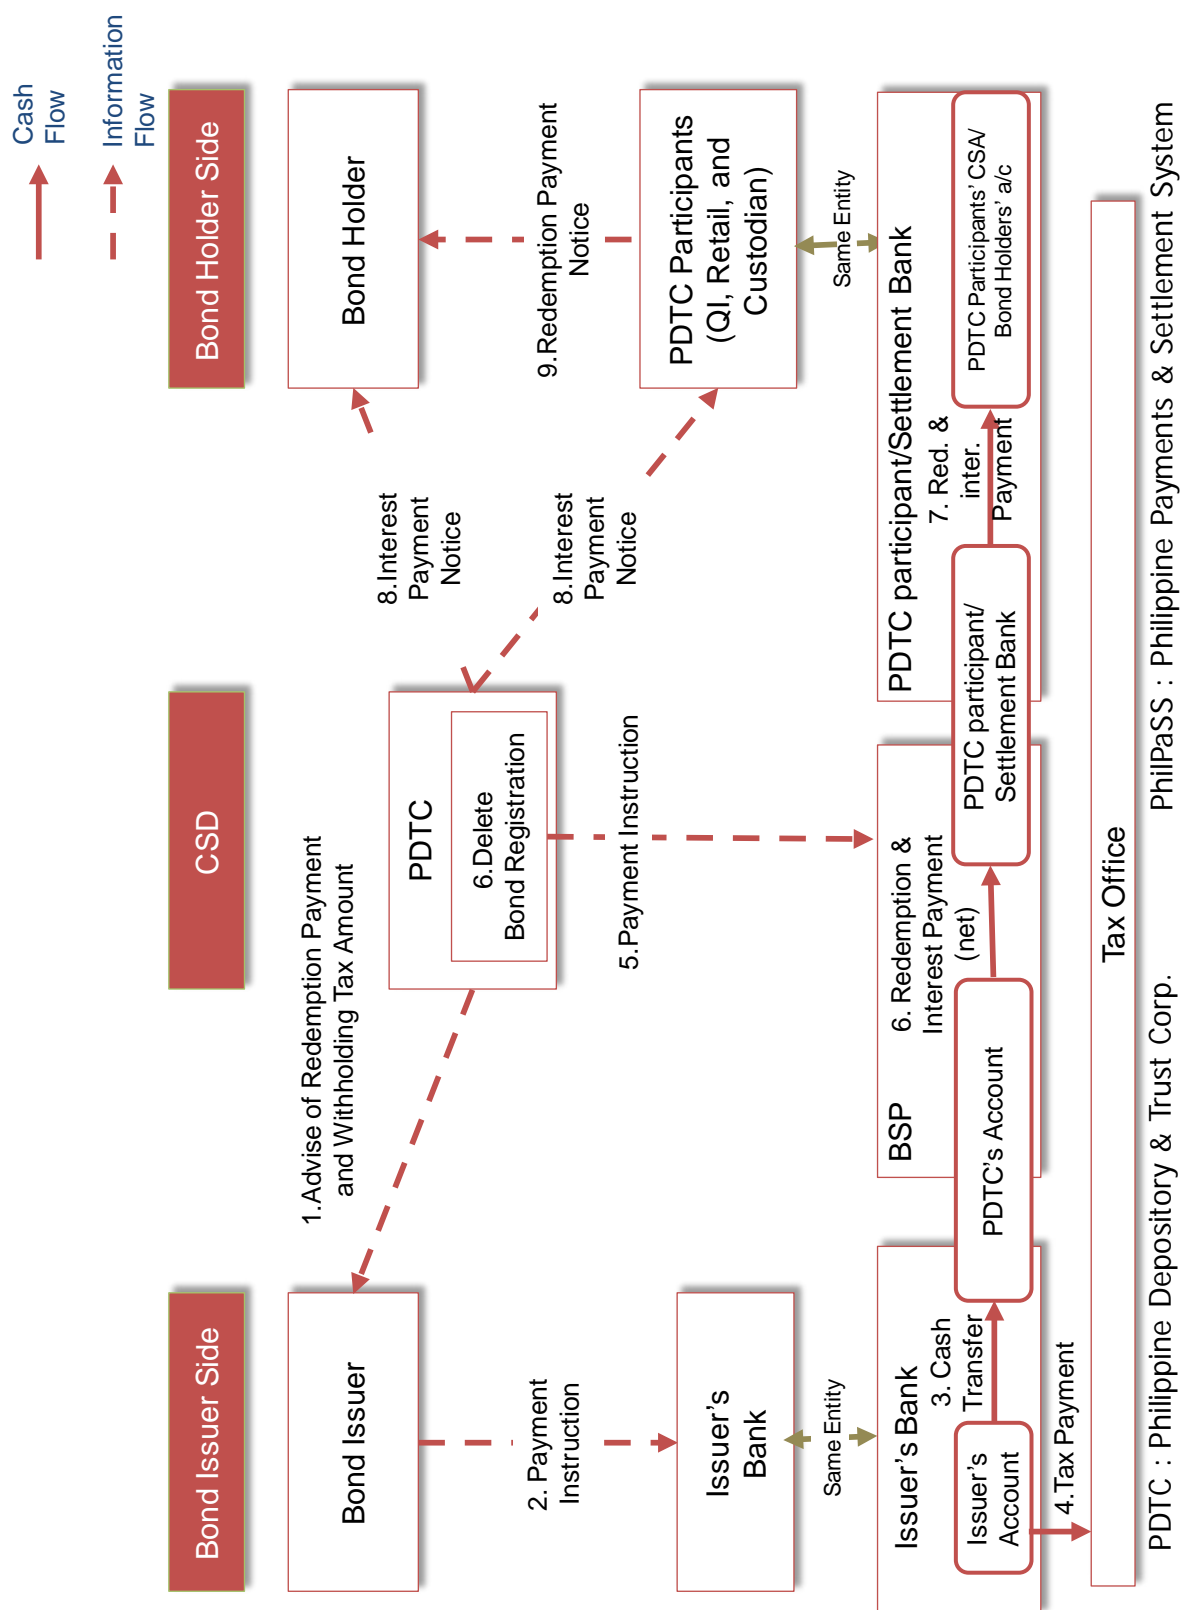 Cash
Flow
Information
Flow
Bond Issuer Side
CSD
Bond Holder Side
Bond Issuer
1.Advise of Redemption Payment
and Withholding Tax Amount
PDTC
6.Delete
Bond Registration
8.Interest
Payment
Notice
Bond Holder
2. Payment
Instruction
5.Payment Instruction
8.Interest
Payment
Notice
9.Redemption Payment
Notice
Issuer's
Bank
PDTC Participants
(QI, Retail, and
Custodian)
Same Entity
Same Entity
Issuer's Bank
3. Cash
Transfer
Issuer's
Account
4.Tax Payment
BSP
6. Redemption &
Interest Payment
(net)
PDTC's Account
PDTC participant/Settlement Bank
7. Red. &
inter.
Payment
PDTC participant/
Settlement Bank
PDTC Participants' CSA/
Bond Holders' a/c
Tax Office
PDTC : Philippine Depository & Trust Corp.
PhilPaSS : Philippine Payments & Settlement System